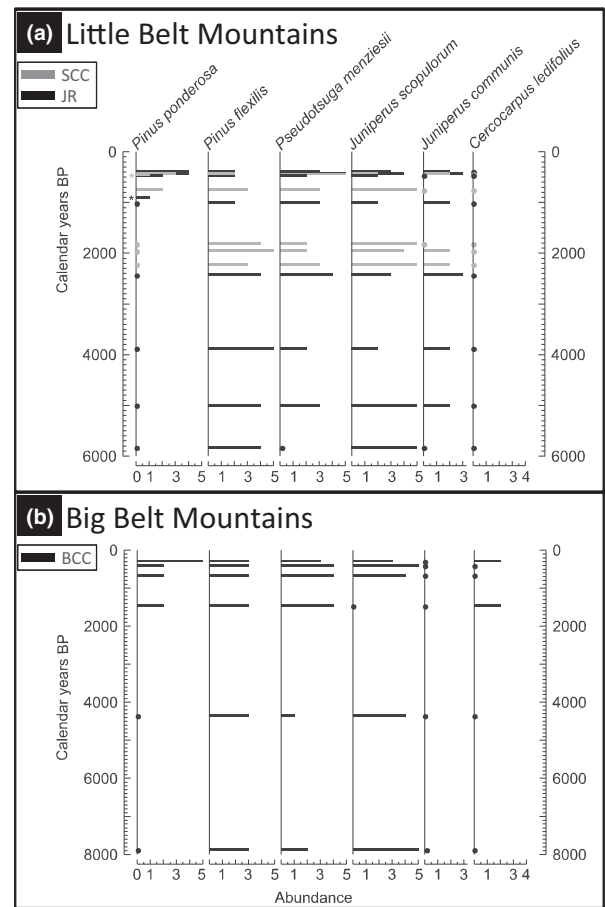 (a) Little Belt Mountains
SCC
JR
Pinus ponderosa
Pinus flexilis
Pseudotsuga menziesii
Juniperus scopulorum
Juniperus communis
Cercocarpus ledifolius
0 0
2000 2000
4000 4000
6000 6000
Calendar years BP
* 
*
0 1 3 5 1 3 5 1 3 5 1 3 5 1 3 1 3 4
(b) Big Belt Mountains
BCC
0 0
2000 2000
4000 4000
6000 6000
8000 8000
Calendar years BP
0 1 3 5 1 3 5 1 3 5 1 3 5 1 3 1 3 4
Abundance